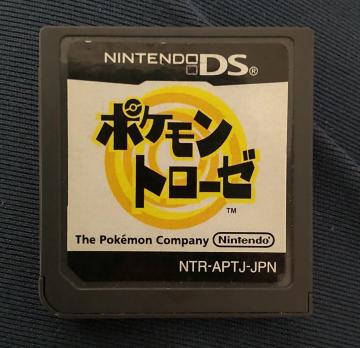 NINTENDO DS®
ポケモン
トローゼ
TM
The Pokémon Company Nintendo
NTR-APTJ-JPN